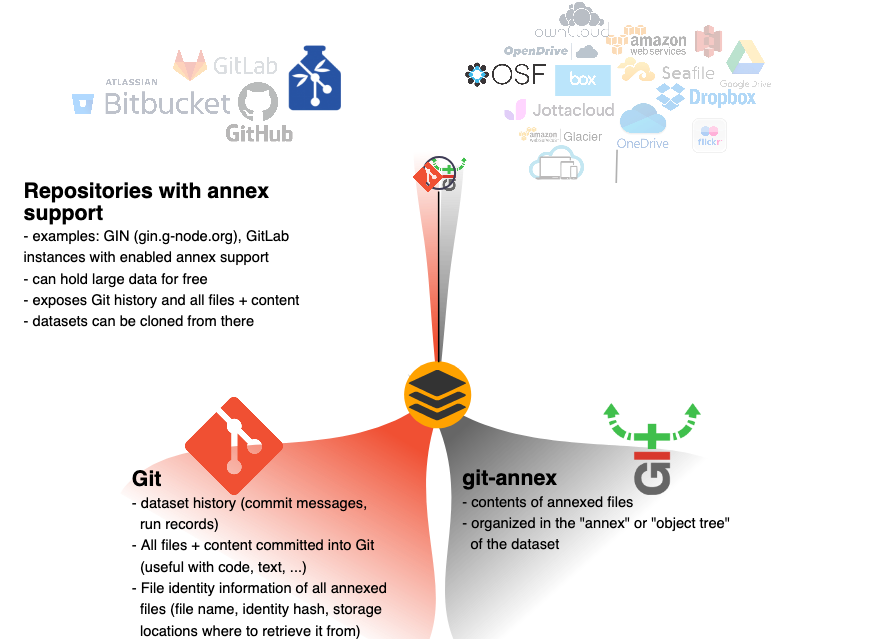 ownCloud
OpenDrive
amazon
web services
GitLab
OSF
box
Seafile
Google Drive
ATLASSIAN
Bitbucket
Dropbox
Jottacloud
GitHub
amazon
Glacier
OneDrive
flickr
Repositories with annex
support
- examples: GIN (gin.g-node.org), GitLab
instances with enabled annex support
- can hold large data for free
- exposes Git history and all files + content
- datasets can be cloned from there
Git
- dataset history (commit messages,
run records)
- All files + content committed into Git
(useful with code, text, ...)
- File identity information of all annexed
files (file name, identity hash, storage
locations where to retrieve it from)
git-annex
- contents of annexed files
- organized in the "annex" or "object tree"
of the dataset
git